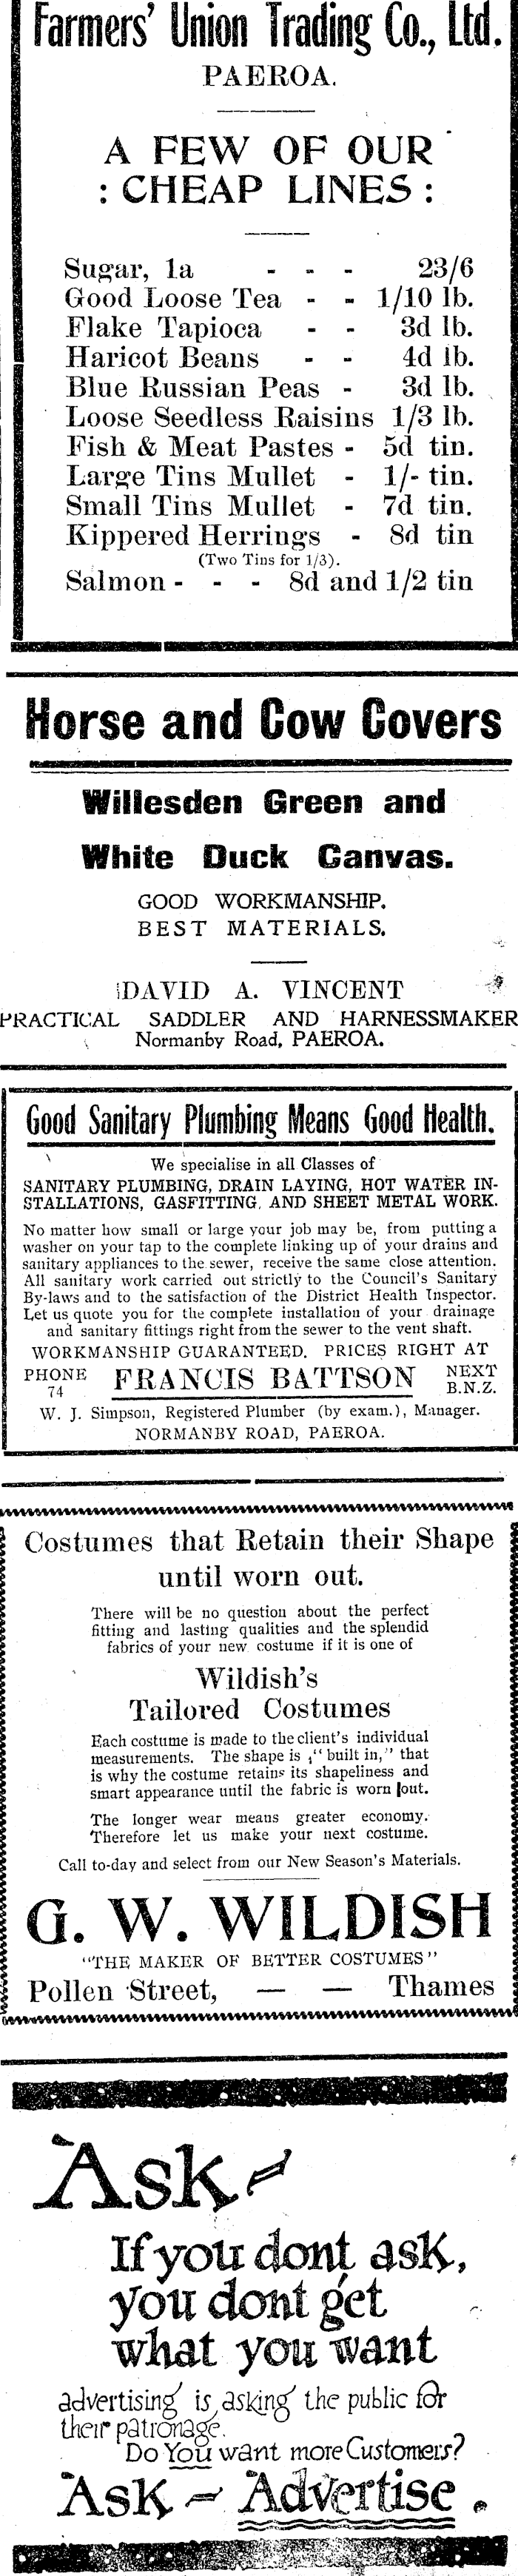 Farmers' Union Trading Co., Ltd.
PAEROA.
A FEW OF OUR
: CHEAP LINES :
Sugar, 1a - - - 23/6
Good Loose Tea - - 1/10 lb.
Flake Tapioca - - 3d lb.
Haricot Beans - - 4d lb.
Blue Russian Peas - 3d lb.
Loose Seedless Raisins 1/3 lb.
Fish & Meat Pastes - 5d tin.
Large Tins Mullet - 1/- tin.
Small Tins Mullet - 7d tin.
Kippered Herrings - 8d tin
(Two Tins for 1/3).
Salmon - - - 8d and 1/2 tin
Horse and Cow Covers
Willesden Green and
White Duck Canvas.
GOOD WORKMANSHIP.
BEST MATERIALS.
DAVID A. VINCENT
PRACTICAL SADDLER AND HARNESSMAKER
Normanby Road, PAEROA.
Good Sanitary Plumbing Means Good Health.
We specialise in all Classes of
SANITARY PLUMBING, DRAIN LAYING, HOT WATER IN-
STALLATIONS, GASFITTING, AND SHEET METAL WORK.
No matter how small or large your job may be, from putting a
washer on your tap to the complete linking up of your drains and
sanitary appliances to the sewer, receive the same close attention.
All sanitary work carried out strictly to the Council's Sanitary
By-laws and to the satisfaction of the District Health Inspector.
Let us quote you for the complete installation of your drainage
and sanitary fittings right from the sewer to the vent shaft.
WORKMANSHIP GUARANTEED. PRICES RIGHT AT
PHONE 74 FRANCIS BATTSON NEXT B.N.Z.
W. J. Simpson, Registered Plumber (by exam.), Manager.
NORMANBY ROAD, PAEROA.
Costumes that Retain their Shape
until worn out.
There will be no question about the perfect
fitting and lasting qualities and the splendid
fabrics of your new costume if it is one of
Wildish's
Tailored Costumes
Each costume is made to the client's individual
measurements. The shape is "built in," that
is why the costume retains its shapeliness and
smart appearance until the fabric is worn out.
The longer wear means greater economy.
Therefore let us make your next costume.
Call to-day and select from our New Season's Materials.
G. W. WILDISH
"THE MAKER OF BETTER COSTUMES"
Pollen Street, — — Thames
Ask -
If you dont ask,
you dont get
what you want
advertising is asking the public for
their patronage.
Do You want more Customers?
Ask - Advertise .